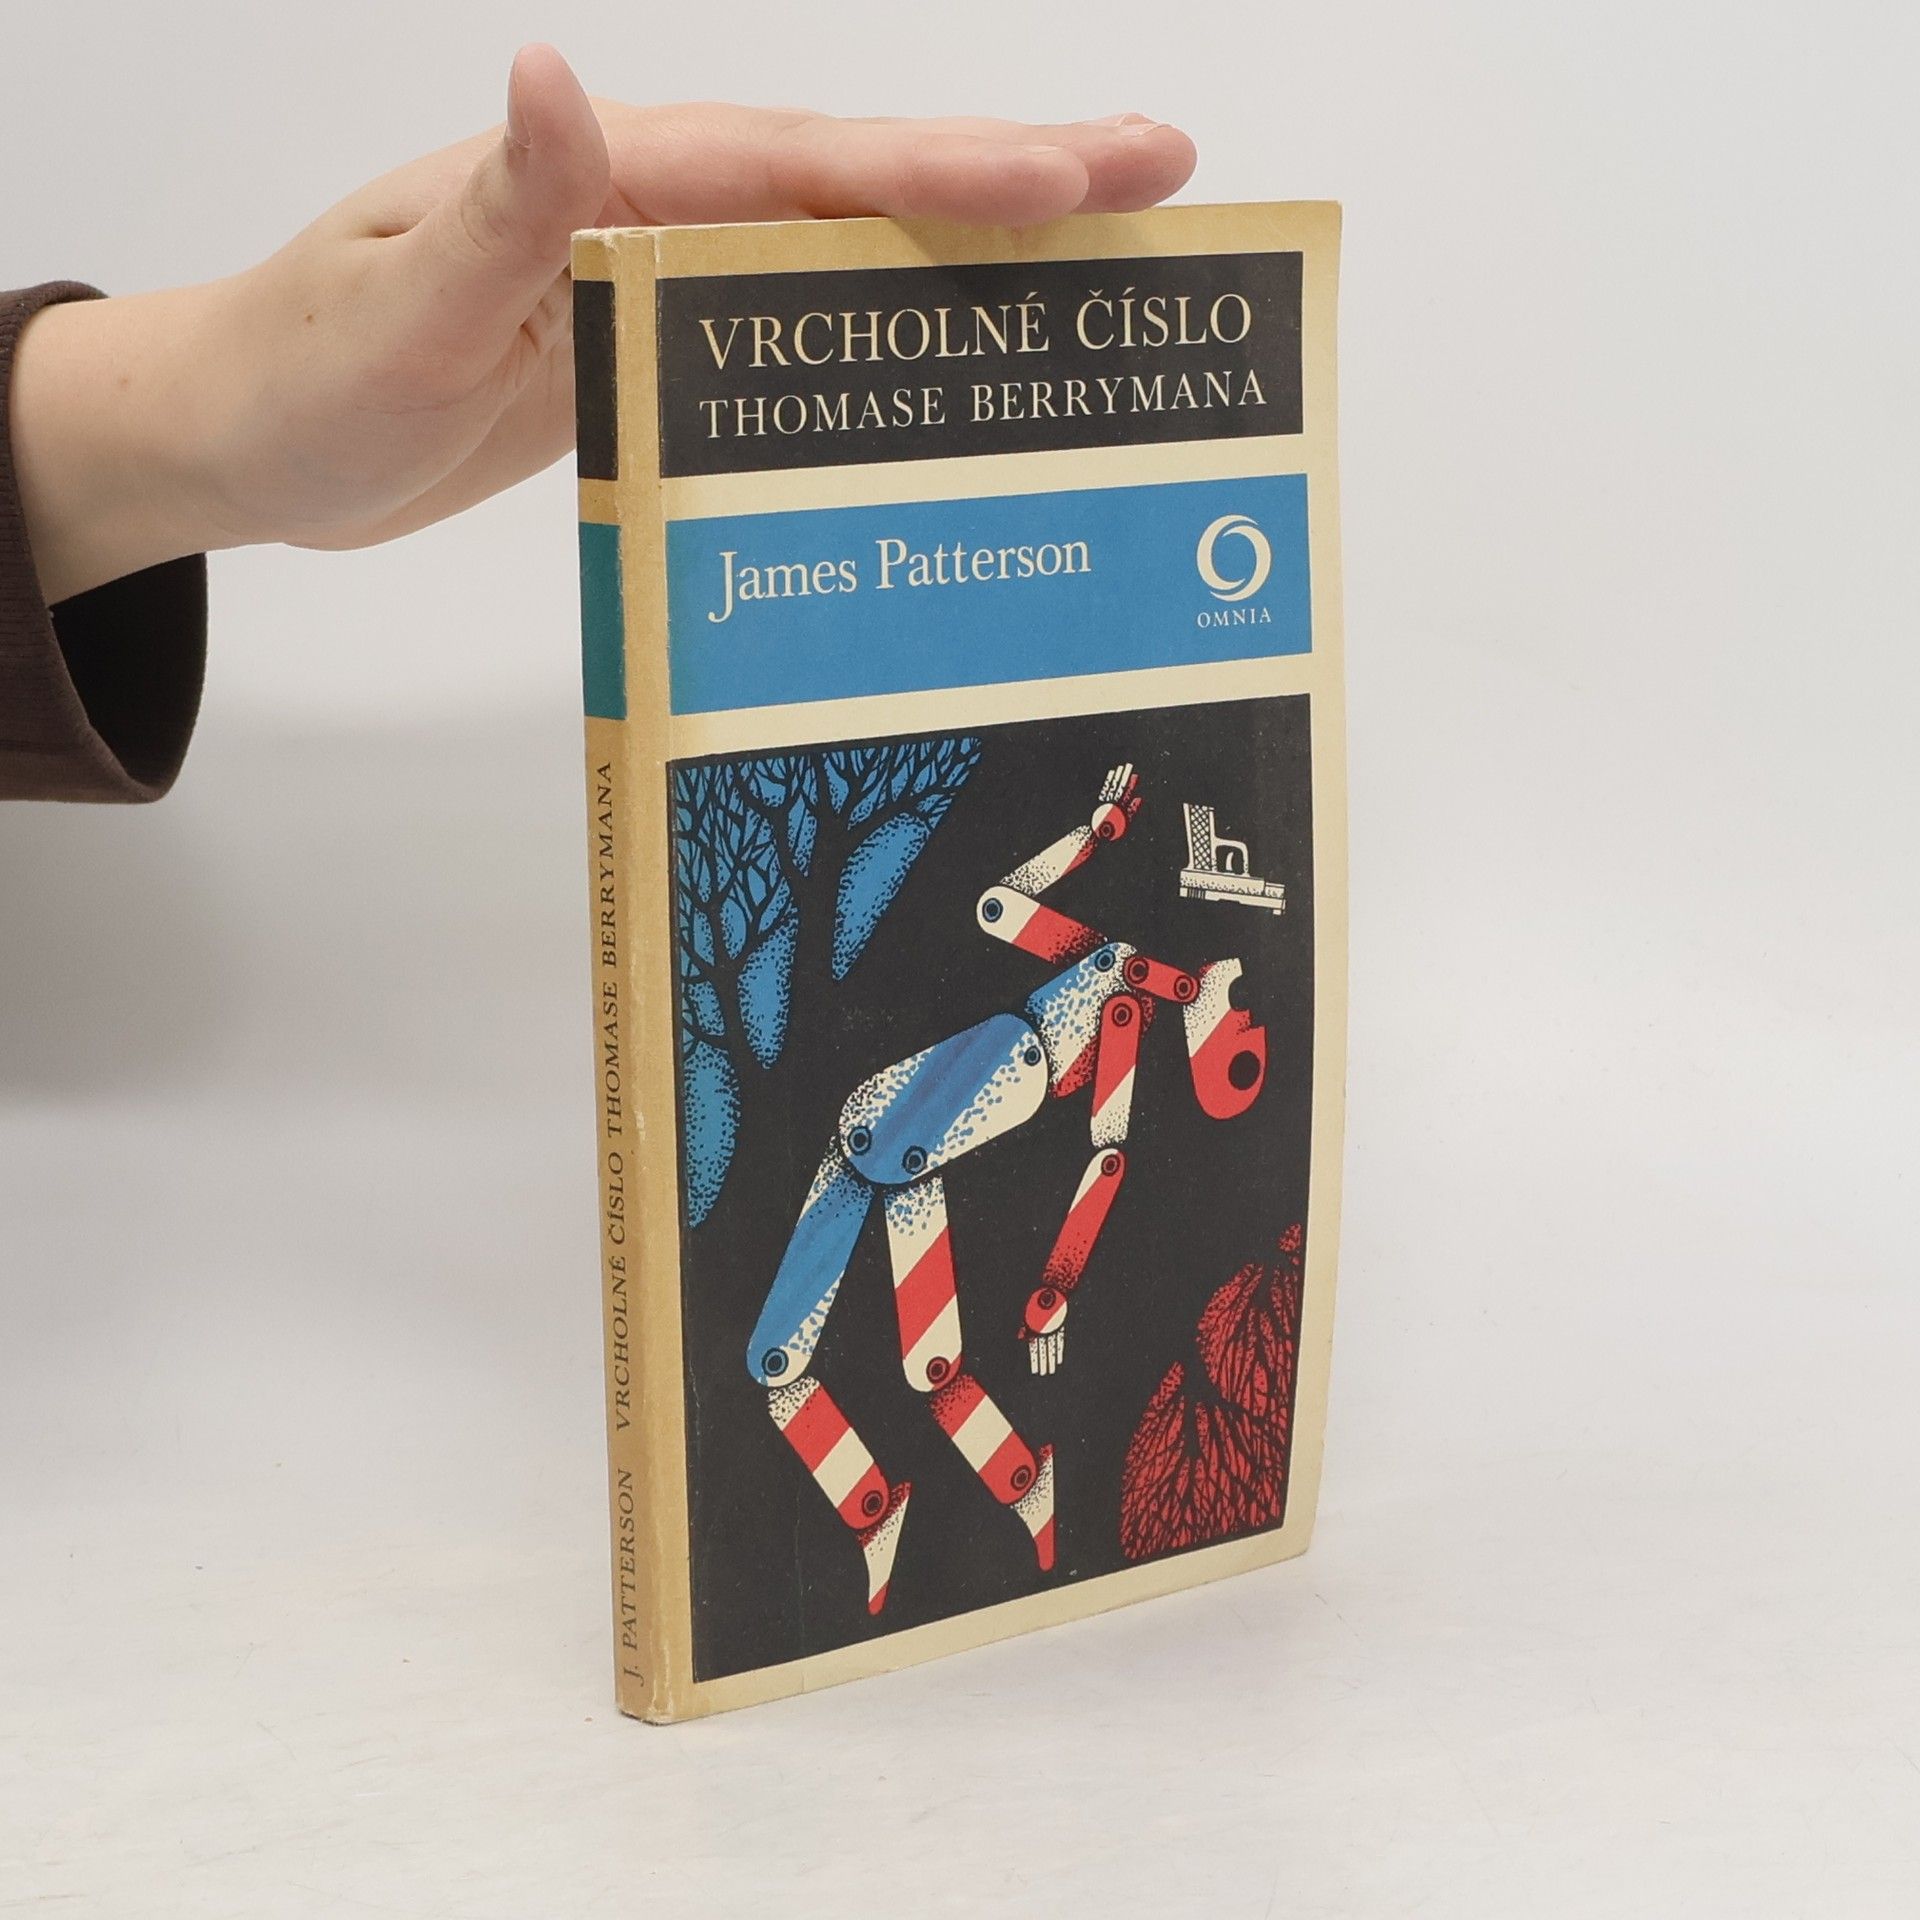 VRCHOLNÉ ČÍSLO
THOMASE BERRYMANA
James Patterson
OMNIA
J. PATTERSON VRCHOLNÉ ČÍSLO THOMASE BERRYMANA